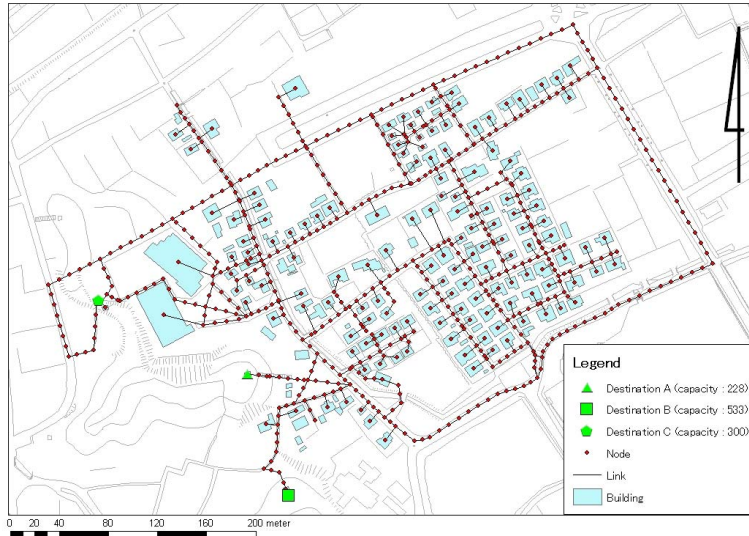 Legend
Destination A (capacity : 228)
Destination B (capacity : 533)
Destination C (capacity : 300)
Node
Link
Building
0 20 40 80 120 160 200 meter